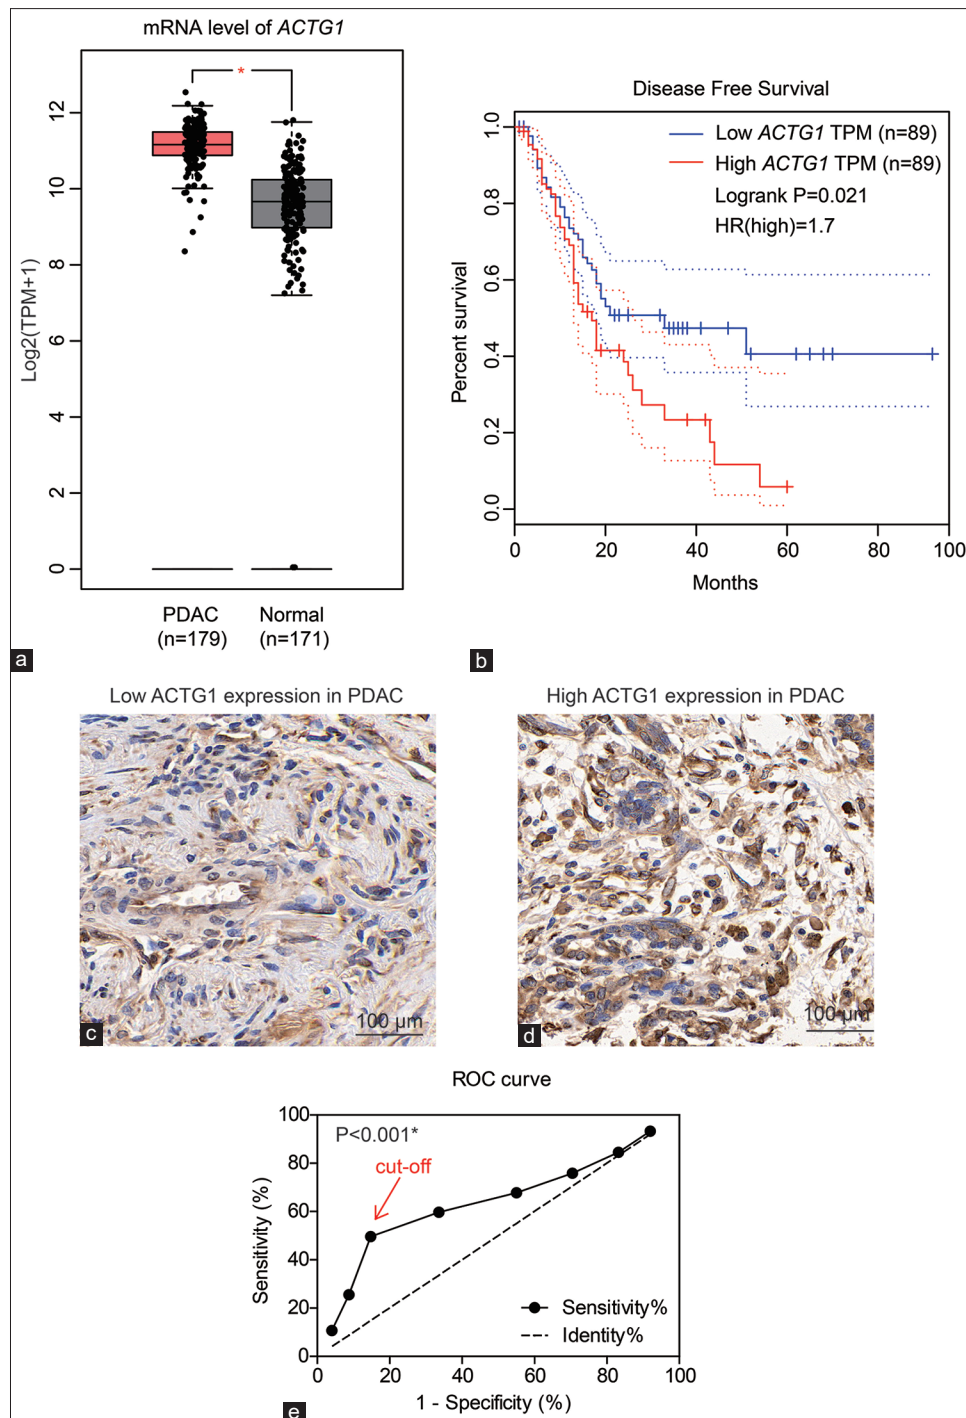 mRNA level of ACTG1
*
Log2(TPM+1)
12
10
8
6
4
2
0
PDAC
(n=179)
Normal
(n=171)
a
Disease Free Survival
Low ACTG1 TPM (n=89)
High ACTG1 TPM (n=89)
Logrank P=0.021
HR(high)=1.7
Percent survival
1.0
0.8
0.6
0.4
0.2
0.0
0 20 40 60 80 100
Months
b
Low ACTG1 expression in PDAC
100 μm
c
High ACTG1 expression in PDAC
100 μm
d
ROC curve
P<0.001*
cut-off
Sensitivity (%)
100
80
60
40
20
0
Sensitivity%
Identity%
0 20 40 60 80 100
1 - Specificity (%)
e